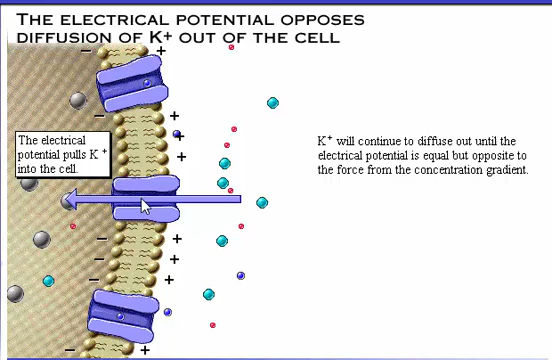 THE ELECTRICAL POTENTIAL OPPOSES
DIFFUSION OF K+ OUT OF THE CELL
The electrical
potential pulls K +
into the cell.
K+ will continue to diffuse out until the
electrical potential is equal but opposite to
the force from the concentration gradient.